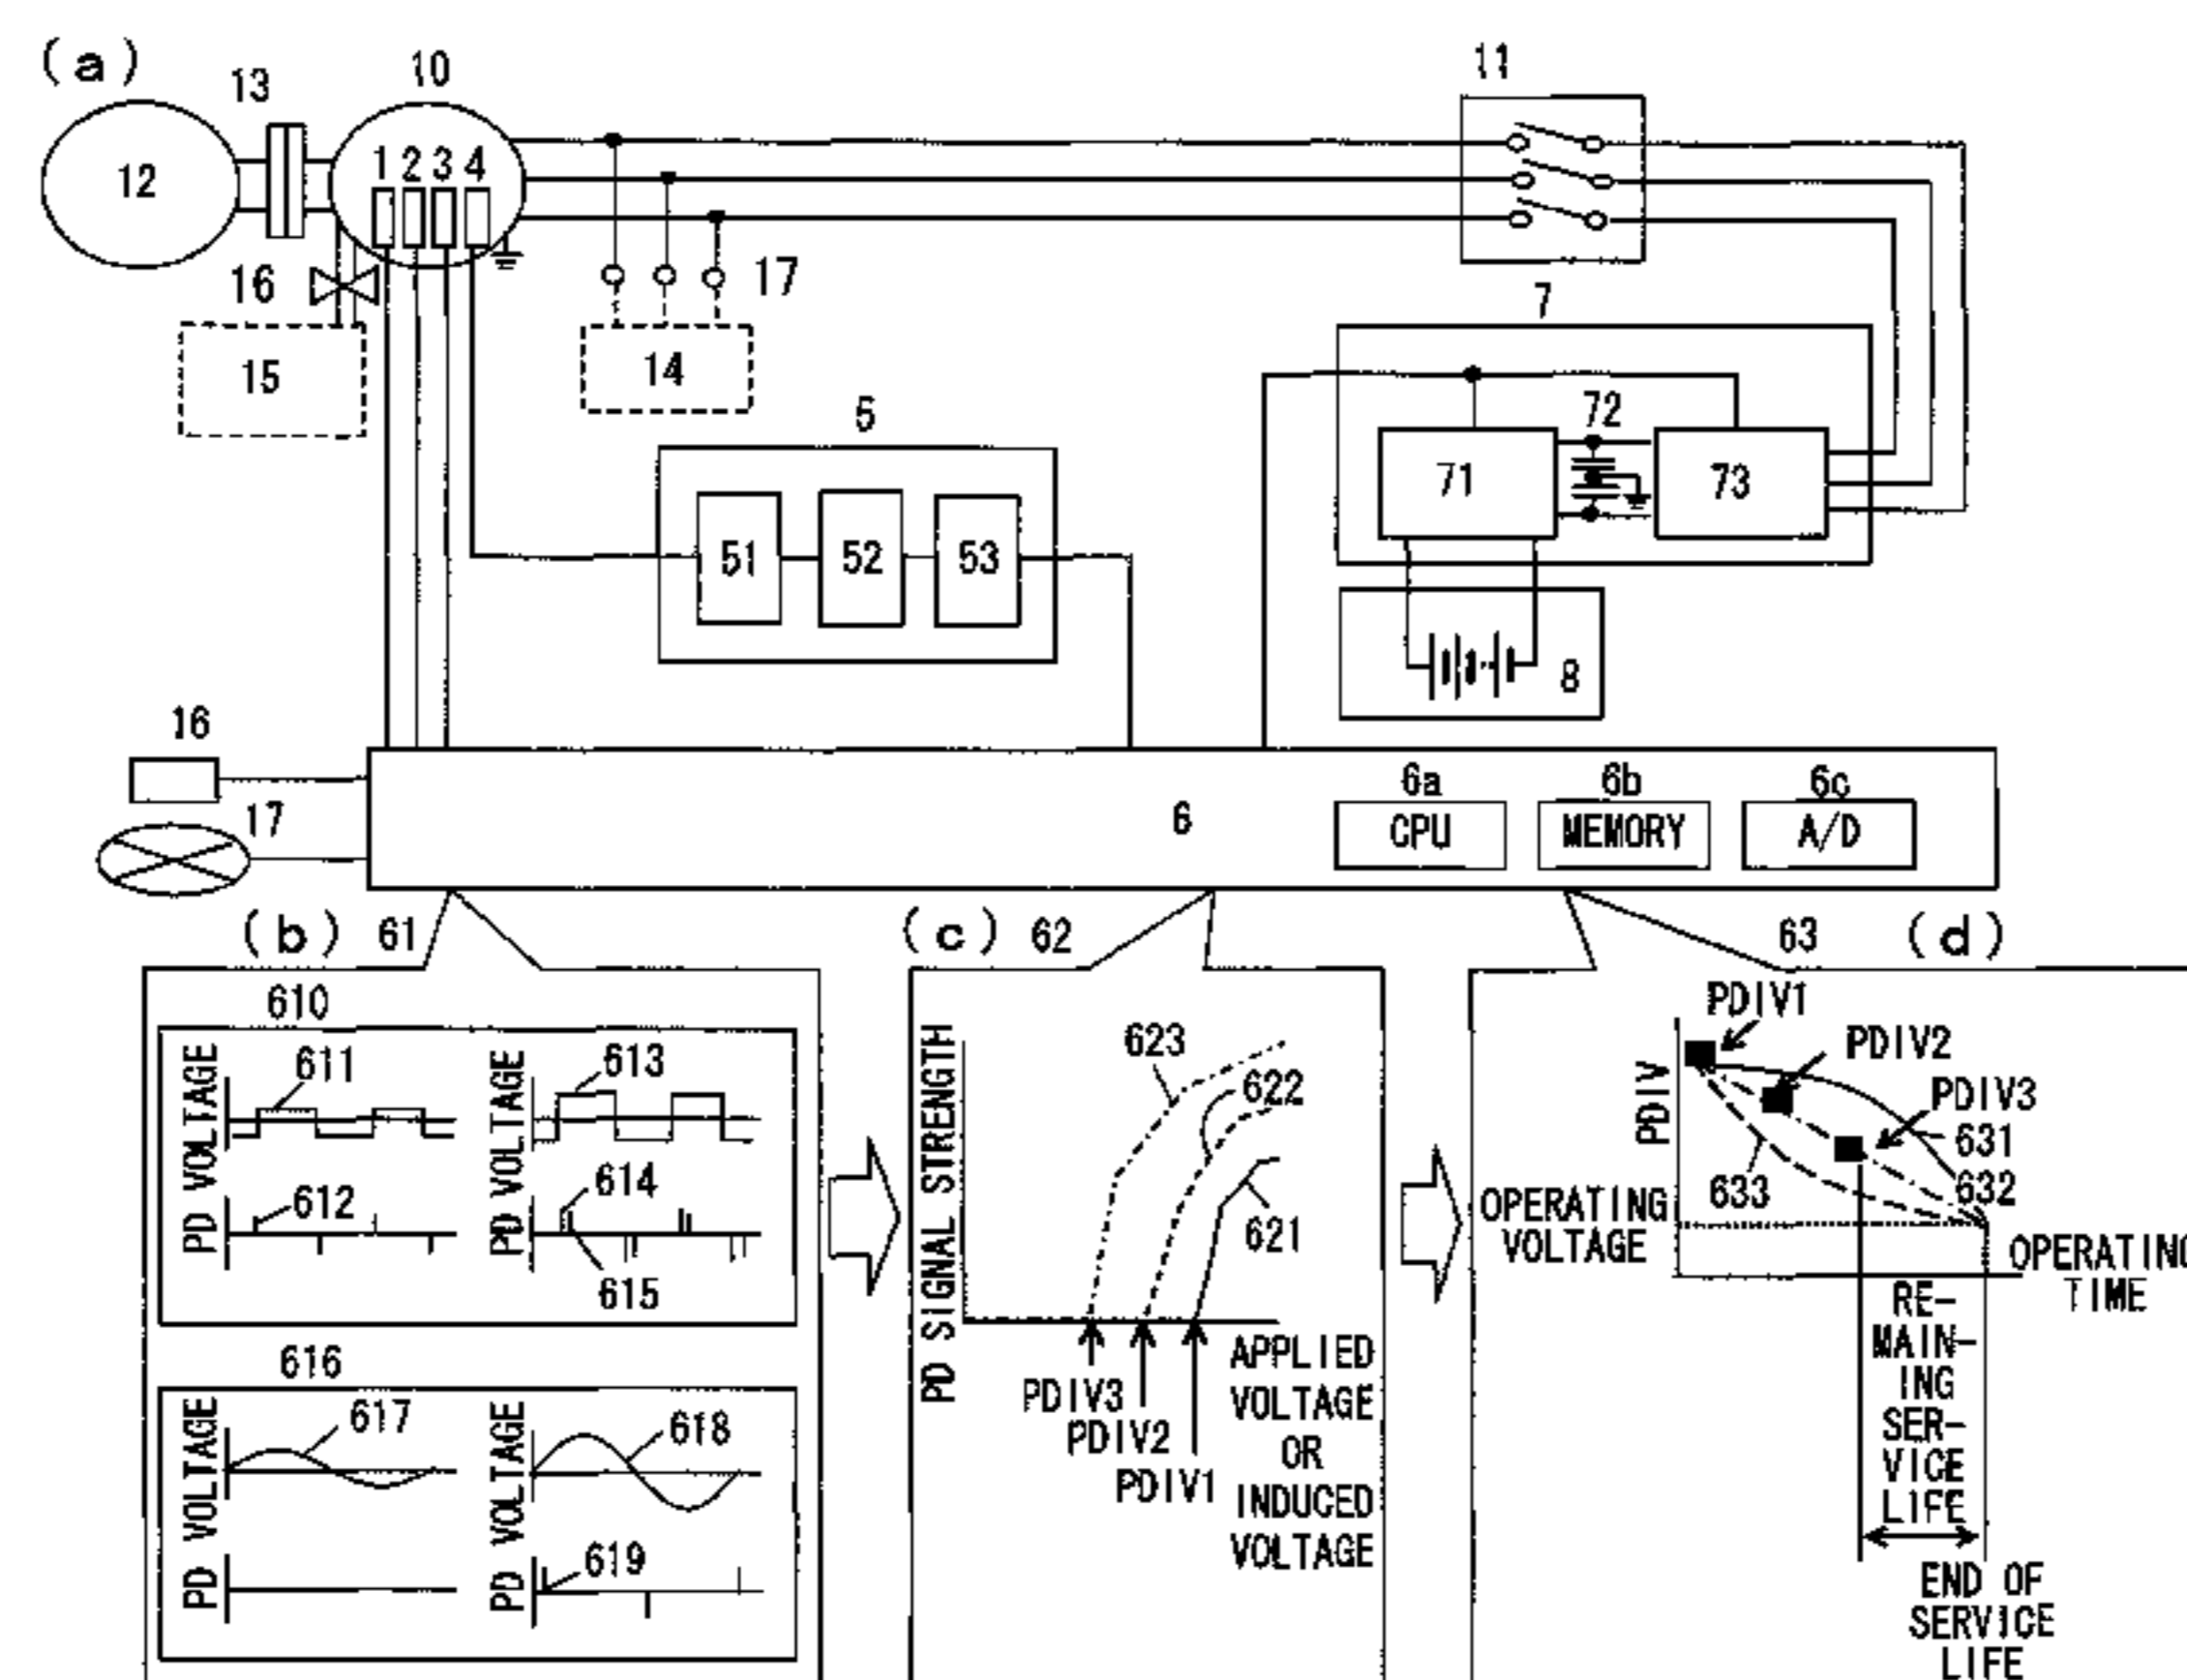 (a)
13
10
11
12
1 2 3 4
16
17
15
14
7
5
72
71
73
51
52
53
8
16
17
6
6a
6b
6c
CPU
MEMORY
A/D
(b)
61
(c)
62
63
(d)
610
VOLTAGE
611
PD
612
VOLTAGE
613
PD
614
615
616
VOLTAGE
617
PD
VOLTAGE
618
PD
619
PD SIGNAL STRENGTH
623
622
621
PDIV3
PDIV2
PDIV1
APPLIED
VOLTAGE
OR
INDUCED
VOLTAGE
PDIV1
PDIV2
PDIV3
PDIV
631
632
633
OPERATING
VOLTAGE
OPERATING
TIME
RE-
MAIN-
ING
SER-
VICE
LIFE
END OF
SERVICE
LIFE